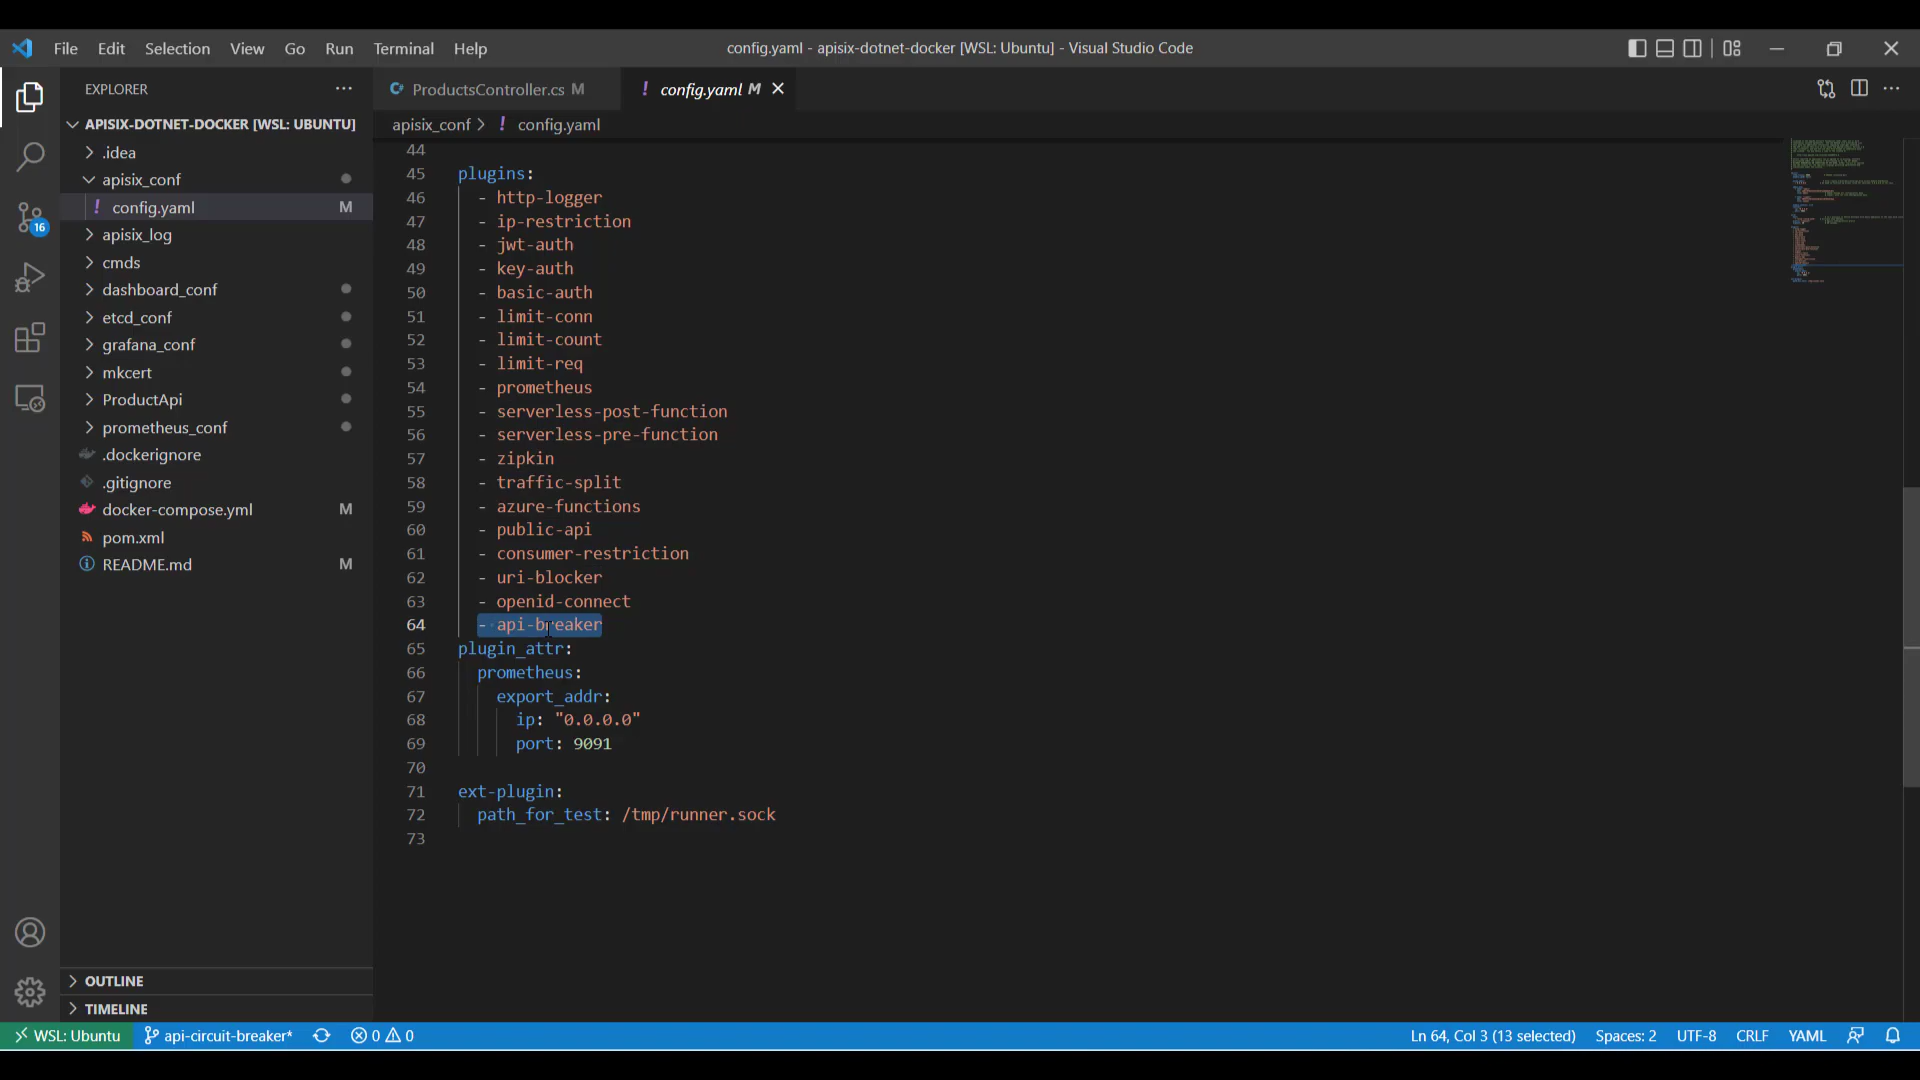 File Edit Selection View Go Run Terminal Help
config.yaml - apisix-dotnet-docker [WSL: Ubuntu] - Visual Studio Code
EXPLORER
APISIX-DOTNET-DOCKER [WSL: UBUNTU]
.idea
apisix_conf
! config.yaml M
apisix_log
cmds
dashboard_conf
etcd_conf
grafana_conf
mkcert
ProductApi
prometheus_conf
.dockerignore
.gitignore
docker-compose.yml M
pom.xml
README.md M
OUTLINE
TIMELINE
16
ProductsController.cs M
! config.yaml M
apisix_conf > ! config.yaml
44
45 plugins:
46 - http-logger
47 - ip-restriction
48 - jwt-auth
49 - key-auth
50 - basic-auth
51 - limit-conn
52 - limit-count
53 - limit-req
54 - prometheus
55 - serverless-post-function
56 - serverless-pre-function
57 - zipkin
58 - traffic-split
59 - azure-functions
60 - public-api
61 - consumer-restriction
62 - uri-blocker
63 - openid-connect
64 - api-breaker
65 plugin_attr:
66 prometheus:
67 export_addr:
68 ip: "0.0.0.0"
69 port: 9091
70
71 ext-plugin:
72 path_for_test: /tmp/runner.sock
73
WSL: Ubuntu api-circuit-breaker* 0 0 Ln 64, Col 3 (13 selected) Spaces: 2 UTF-8 CRLF YAML